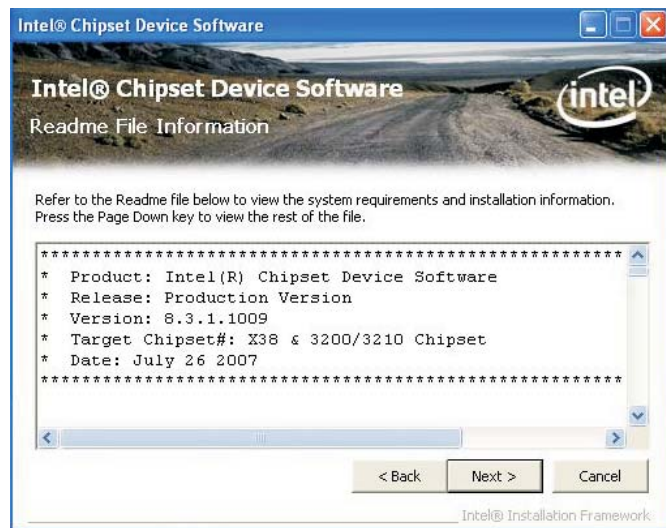 Intel® Chipset Device Software
Intel® Chipset Device Software
intel
Readme File Information
Refer to the Readme file below to view the system requirements and installation information.
Press the Page Down key to view the rest of the file.
********************************************************
* Product: Intel(R) Chipset Device Software
* Release: Production Version
* Version: 8.3.1.1009
* Target Chipset#: X38 & 3200/3210 Chipset
* Date: July 26 2007
********************************************************
< Back Next > Cancel
Intel® Installation Framework